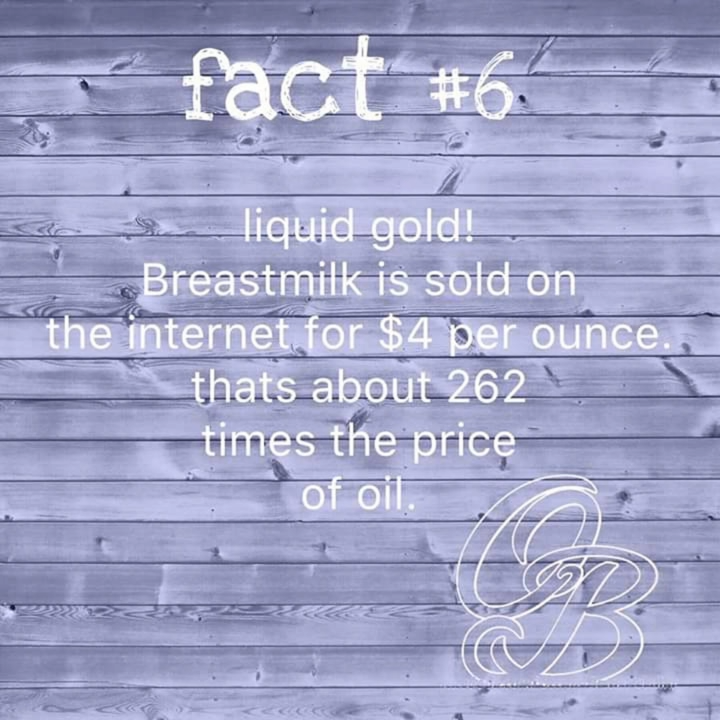 fact #6
liquid gold!
Breastmilk is sold on
the internet for $4 per ounce.
thats about 262
times the price
of oil.